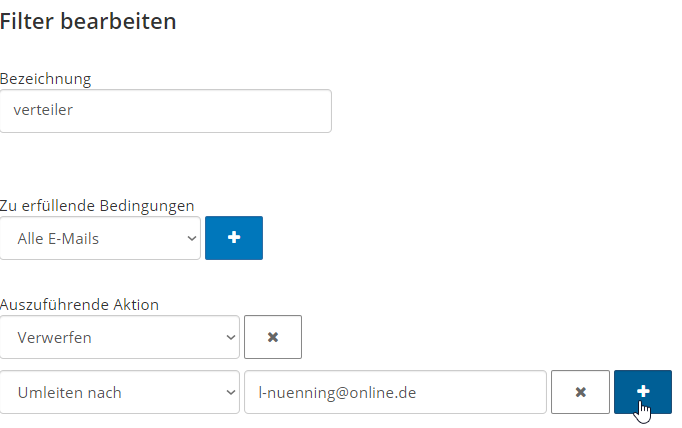 Filter bearbeiten
Bezeichnung
verteiler
Zu erfüllende Bedingungen
Alle E-Mails
Auszuführende Aktion
Verwerfen
Umleiten nach l-nuenning@online.de